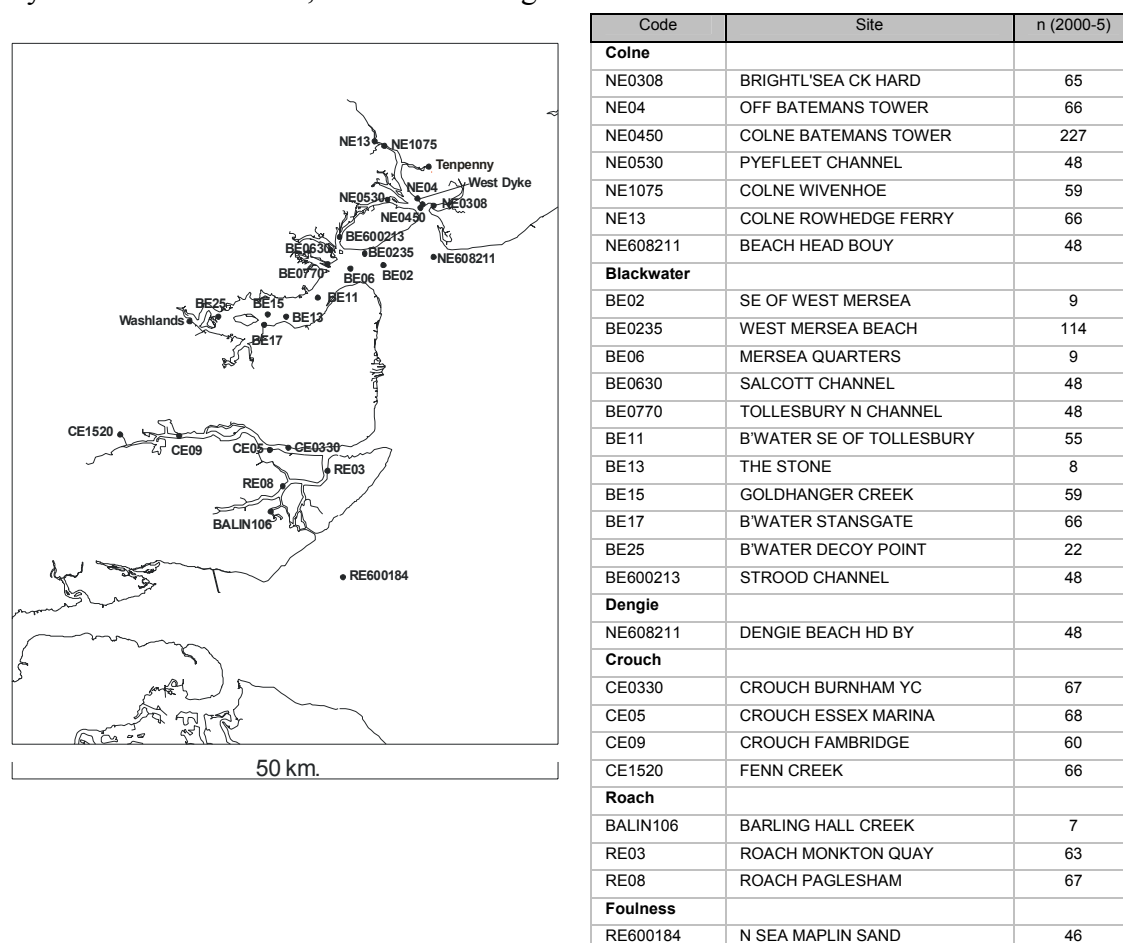 NE13
NE1075
Tenpenny
NE04
West Dyke
NE0530
NE0308
NE0450
BE600213
BE0630
BE0235
NE608211
BE0770
BE06
BE02
BE11
BE25
BE15
Washlands
BE13
BE17
CE1520
CE09
CE05
CE0330
RE03
RE08
BALIN106
RE600184
50 km.
Code Site n (2000-5)
Colne
NE0308 BRIGHTL'SEA CK HARD 65
NE04 OFF BATEMANS TOWER 66
NE0450 COLNE BATEMANS TOWER 227
NE0530 PYEFLEET CHANNEL 48
NE1075 COLNE WIVENHOE 59
NE13 COLNE ROWHEDGE FERRY 66
NE608211 BEACH HEAD BOUY 48
Blackwater
BE02 SE OF WEST MERSEA 9
BE0235 WEST MERSEA BEACH 114
BE06 MERSEA QUARTERS 9
BE0630 SALCOTT CHANNEL 48
BE0770 TOLLESBURY N CHANNEL 48
BE11 B'WATER SE OF TOLLESBURY 55
BE13 THE STONE 8
BE15 GOLDHANGER CREEK 59
BE17 B'WATER STANSGATE 66
BE25 B'WATER DECOY POINT 22
BE600213 STROOD CHANNEL 48
Dengie
NE608211 DENGIE BEACH HD BY 48
Crouch
CE0330 CROUCH BURNHAM YC 67
CE05 CROUCH ESSEX MARINA 68
CE09 CROUCH FAMBRIDGE 60
CE1520 FENN CREEK 66
Roach
BALIN106 BARLING HALL CREEK 7
RE03 ROACH MONKTON QUAY 63
RE08 ROACH PAGLESHAM 67
Foulness
RE600184 N SEA MAPLIN SAND 46